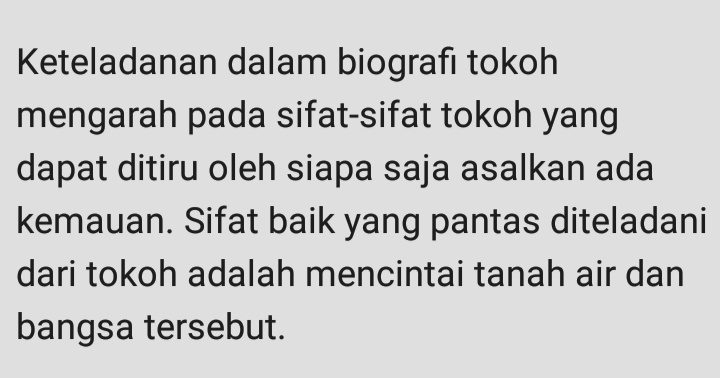 Keteladanan dalam biografi tokoh
mengarah pada sifat-sifat tokoh yang
dapat ditiru oleh siapa saja asalkan ada
kemauan. Sifat baik yang pantas diteladani
dari tokoh adalah mencintai tanah air dan
bangsa tersebut.